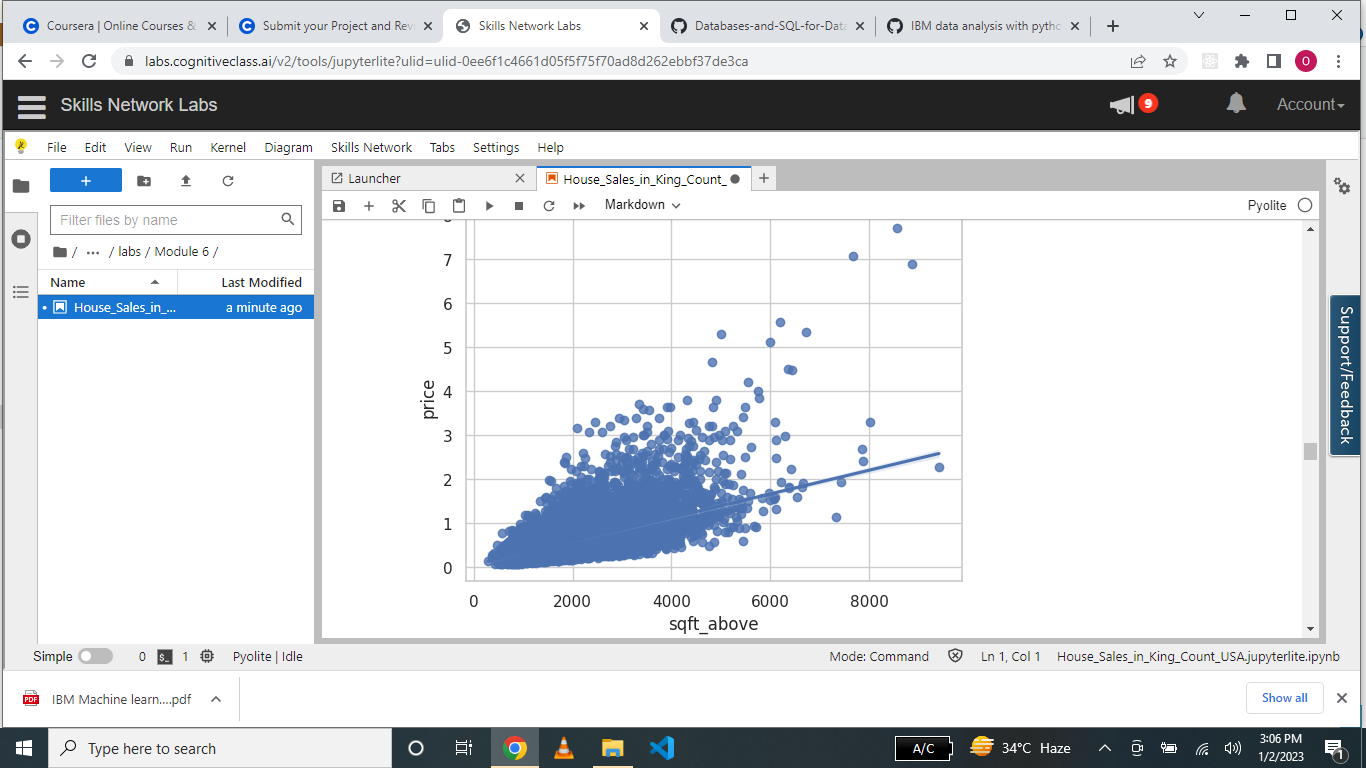 Coursera | Online Courses &
Submit your Project and Rev
Skills Network Labs
Databases-and-SQL-for-Data
IBM data analysis with pytho
labs.cognitiveclass.ai/v2/tools/jupyterlite?ulid=ulid-0ee6f1c4661d05f5f75f70ad8d262ebbf37de3ca
O
Skills Network Labs
9
Account
File Edit View Run Kernel Diagram Skills Network Tabs Settings Help
Launcher
House_Sales_in_King_Count_
Filter files by name
Markdown
Pyolite
/ ... / labs / Module 6 /
Name Last Modified
House_Sales_in_... a minute ago
7
6
5
4
3
2
1
0
price
0 2000 4000 6000 8000
sqft_above
Support/Feedback
Simple 0 $_ 1 Pyolite | Idle
Mode: Command Ln 1, Col 1 House_Sales_in_King_Count_USA.jupyterlite.ipynb
PDF IBM Machine learn....pdf
Show all
Type here to search
A/C
34°C Haze
3:06 PM
1/2/2023
1